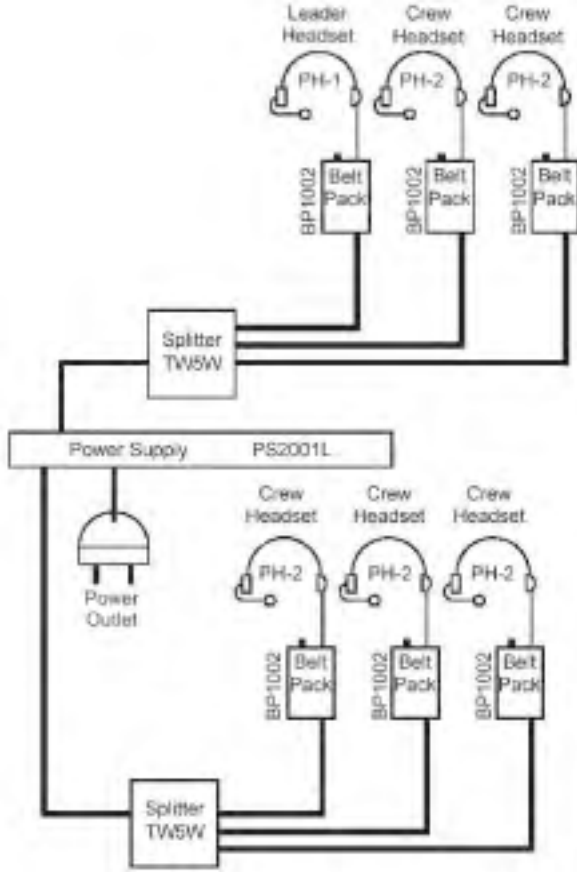 Leader
Headset
Crew
Headset
Crew
Headset
PH-1
PH-2
PH-2
BP1002
Belt
Pack
BP1002
Belt
Pack
BP1002
Belt
Pack
Splitter
TW5W
Power Supply PS2001L
Power
Outlet
Crew
Headset
Crew
Headset
Crew
Headset
PH-2
PH-2
PH-2
BP1002
Belt
Pack
BP1002
Belt
Pack
BP1002
Belt
Pack
Splitter
TW5W